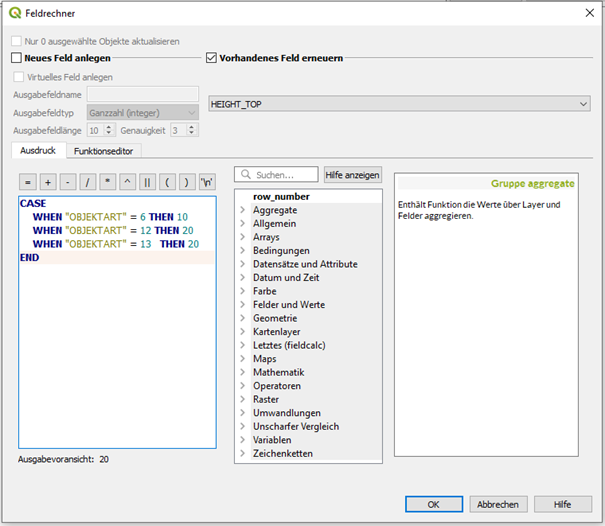 Feldrechner
Nur 0 ausgewählte Objekte aktualisieren
Neues Feld anlegen
Vorhandenes Feld erneuern
Virtuelles Feld anlegen
Ausgabefeldname
Ausgabefeldtyp Ganzzahl (integer)
HEIGHT_TOP
Ausgabefeldlänge 10 Genauigkeit 3
Ausdruck Funktionseditor
= + - / * ^ || ( ) '\n'
Suchen...
Hilfe anzeigen
CASE
WHEN "OBJEKTART" = 6 THEN 10
WHEN "OBJEKTART" = 12 THEN 20
WHEN "OBJEKTART" = 13 THEN 20
END
row_number
Aggregate
Allgemein
Arrays
Bedingungen
Datensätze und Attribute
Datum und Zeit
Farbe
Felder und Werte
Geometrie
Kartenlayer
Letztes (fieldcalc)
Maps
Mathematik
Operatoren
Raster
Umwandlungen
Unscharfer Vergleich
Variablen
Zeichenketten
Gruppe aggregate
Enthält Funktion die Werte über Layer und
Felder aggregieren.
Ausgabevoransicht: 20
OK Abbrechen Hilfe